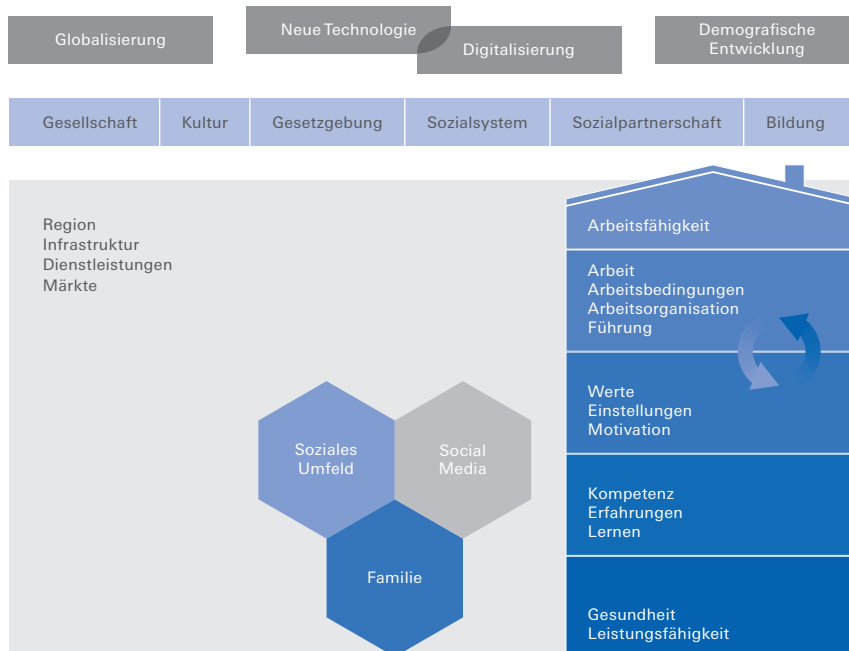 Globalisierung
Neue Technologie
Digitalisierung
Demografische
Entwicklung
Gesellschaft
Kultur
Gesetzgebung
Sozialsystem
Sozialpartnerschaft
Bildung
Region
Infrastruktur
Dienstleistungen
Märkte
Soziales
Umfeld
Social
Media
Familie
Arbeitsfähigkeit
Arbeit
Arbeitsbedingungen
Arbeitsorganisation
Führung
Werte
Einstellungen
Motivation
Kompetenz
Erfahrungen
Lernen
Gesundheit
Leistungsfähigkeit